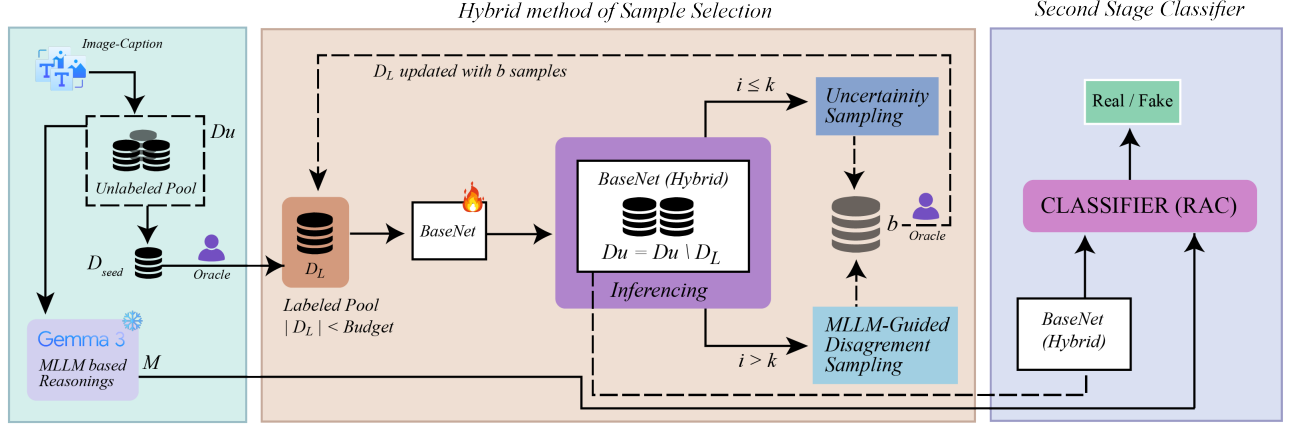 Hybrid method of Sample Selection
Second Stage Classifier
Image-Caption
T
T
T
Du
Unlabeled Pool
D_seed
Oracle
Gemma 3
MLLM based
Reasonings
M
D_L updated with b samples
D_L
Labeled Pool
| D_L | < Budget
BaseNet
BaseNet (Hybrid)
Du = Du \ D_L
Inferencing
i ≤ k
i > k
Uncertainity
Sampling
b
Oracle
MLLM-Guided
Disagrement
Sampling
Real / Fake
CLASSIFIER (RAC)
BaseNet
(Hybrid)